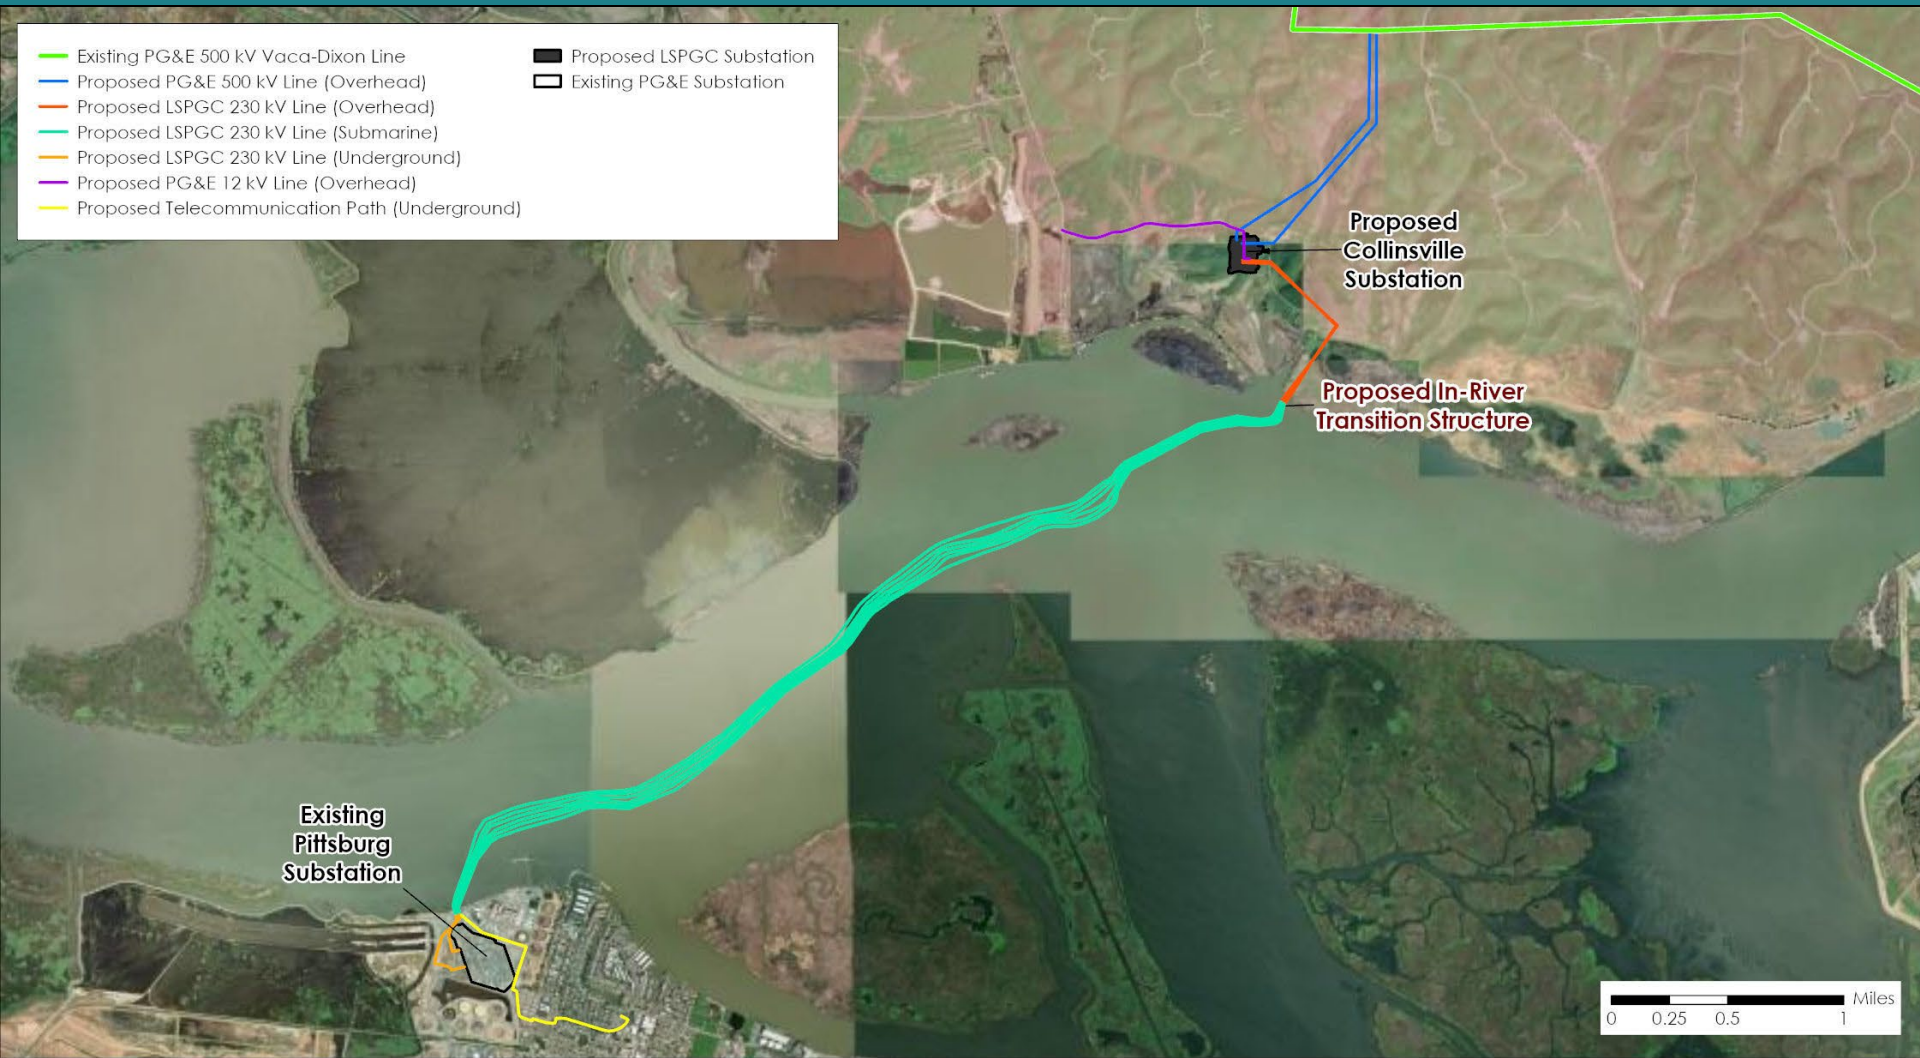 Existing PG&E 500 kV Vaca-Dixon Line
Proposed PG&E 500 kV Line (Overhead)
Proposed LSPGC 230 kV Line (Overhead)
Proposed LSPGC 230 kV Line (Submarine)
Proposed LSPGC 230 kV Line (Underground)
Proposed PG&E 12 kV Line (Overhead)
Proposed Telecommunication Path (Underground)
Proposed LSPGC Substation
Existing PG&E Substation
Proposed
Collinsville
Substation
Proposed In-River
Transition Structure
Existing
Pittsburg
Substation
Miles
0 0.25 0.5 1